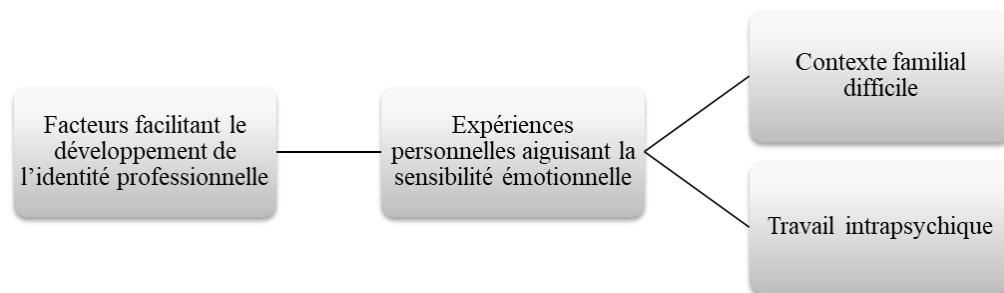 Facteurs facilitant le
développement de
l’identité professionnelle
Expériences
personnelles aiguisant la
sensibilité émotionnelle
Contexte familial
difficile
Travail intrapsychique